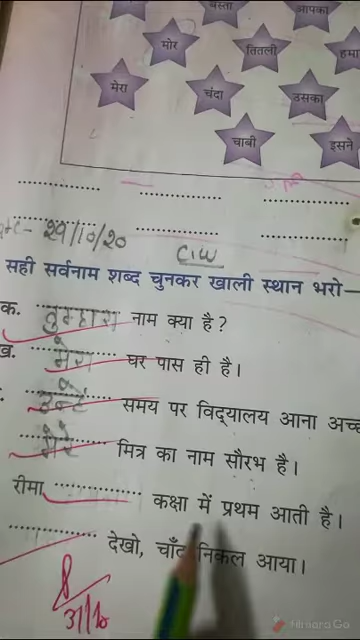 बस्ता आपका
मोर तितली हमा
मेरा चंदा उसका
चाबी इसने
29/10/20
C.W
सही सर्वनाम शब्द चुनकर खाली स्थान भरो—
क. तुम्हारा नाम क्या है?
ख. मेरा घर पास ही है।
समय पर विद्यालय आना अच्छ
मेरे मित्र का नाम सौरभ है।
रीमा .................. कक्षा में प्रथम आती है।
.................. देखो, चाँद निकल आया।
FilmoraGo